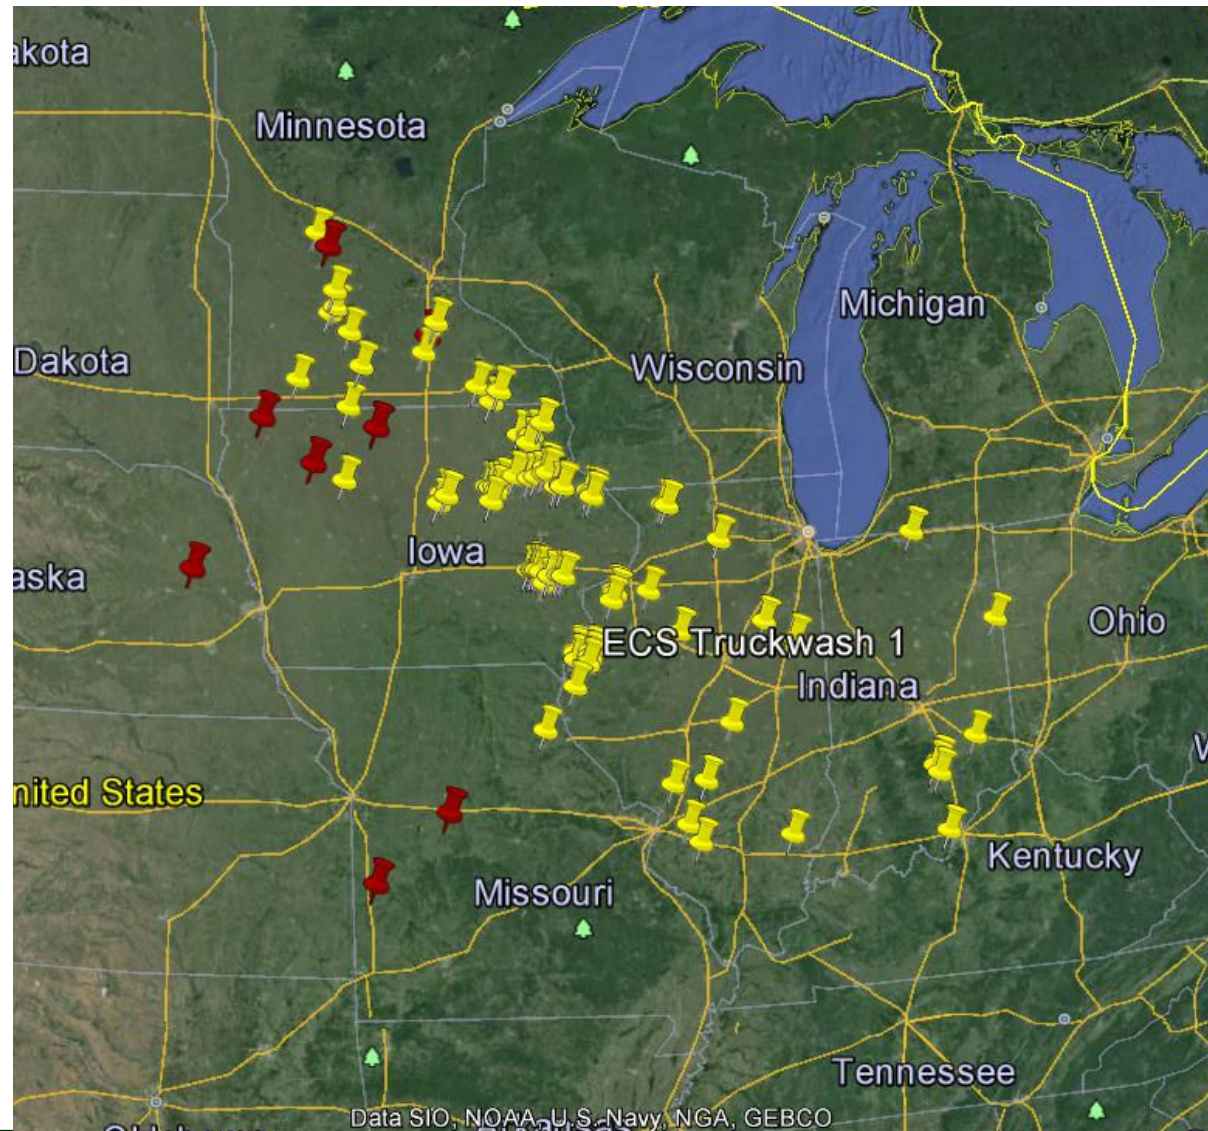 akota
Minnesota
Michigan
Dakota
Wisconsin
Iowa
aska
Ohio
ECS Truckwash 1
Indiana
nited States
Kentucky
Missouri
Tennessee
Data SIO, NOAA, U.S. Navy, NGA, GEBCO